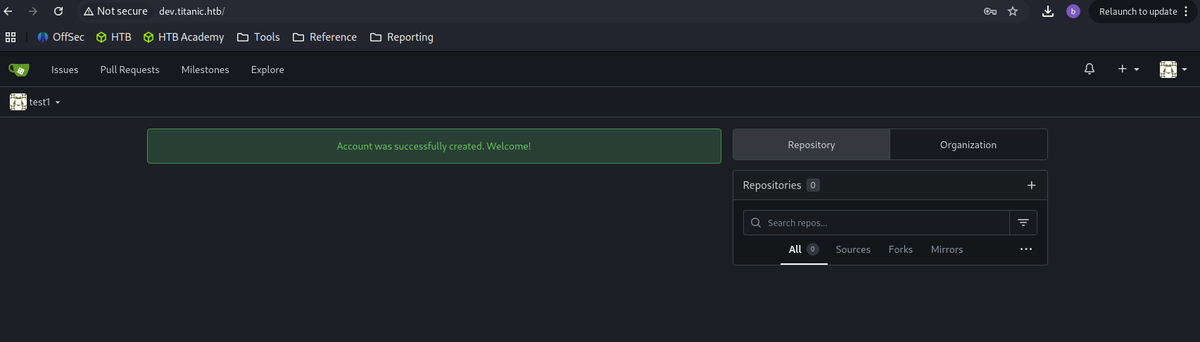 Not secure dev.titanic.htb/ b Relaunch to update
OffSec HTB HTB Academy Tools Reference Reporting
Issues Pull Requests Milestones Explore
test1
Account was successfully created. Welcome!
Repository Organization
Repositories 0
Search repos...
All 0 Sources Forks Mirrors